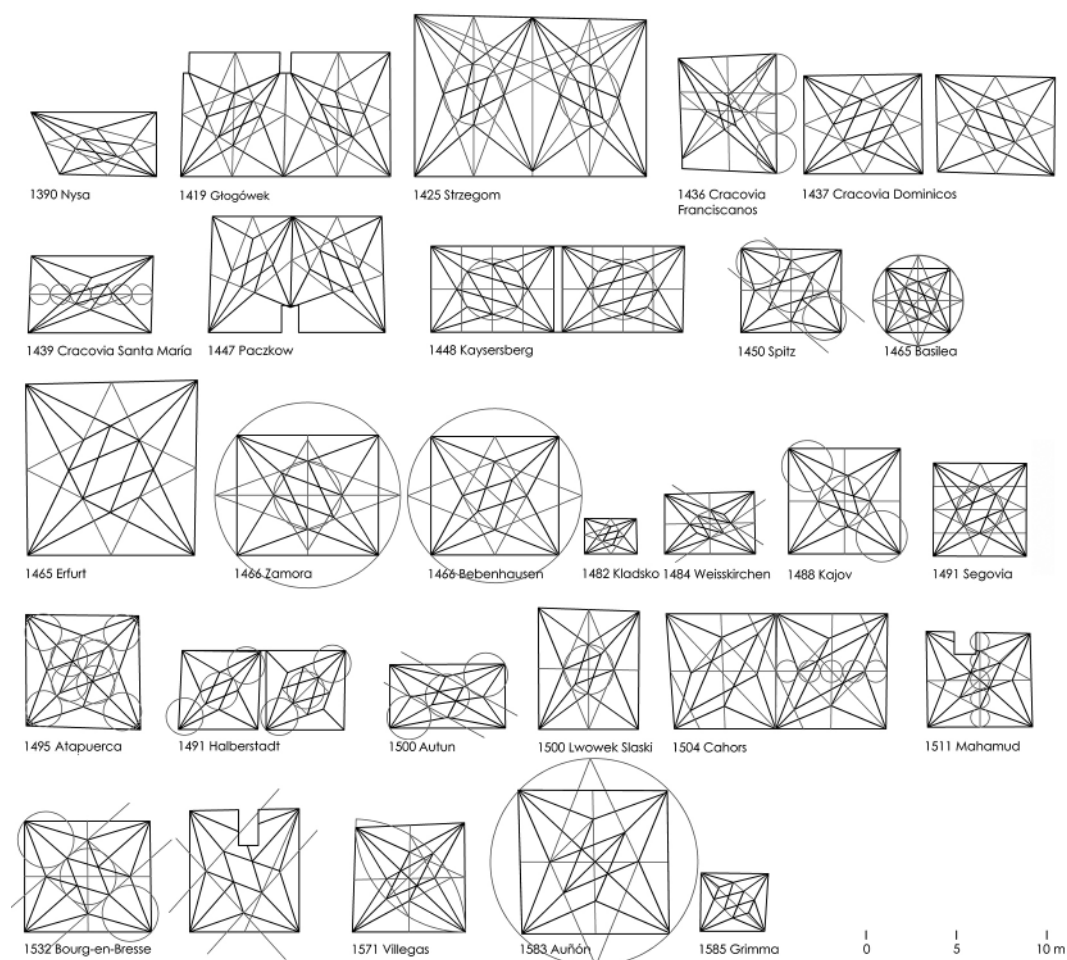 1390 Nysa
1419 Głogówek
1425 Strzegom
1436 Cracovia
Franciscanos
1437 Cracovia Dominicos
1439 Cracovia Santa María
1447 Paczkow
1448 Kaysersberg
1450 Spitz
1465 Basilea
1465 Erfurt
1466 Zamora
1466 Bebenhausen
1482 Kladsko
1484 Weisskirchen
1488 Kajov
1491 Segovia
1495 Atapuerca
1491 Halberstadt
1500 Autun
1500 Lwowek Slaski
1504 Cahors
1511 Mahamud
1532 Bourg-en-Bresse
1571 Villegas
1583 Auñón
1585 Grimma
0 5 10 m